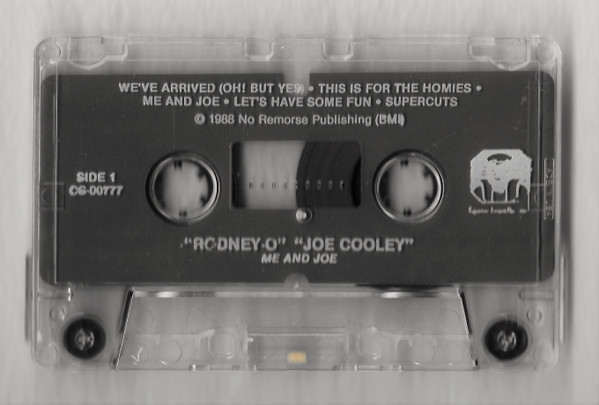 WE'VE ARRIVED (OH! BUT YES) • THIS IS FOR THE HOMIES •
ME AND JOE • LET'S HAVE SOME FUN • SUPERCUTS
© 1988 No Remorse Publishing (BMI)
SIDE 1
CG-00777
"RODNEY-O" "JOE COOLEY"
ME AND JOE